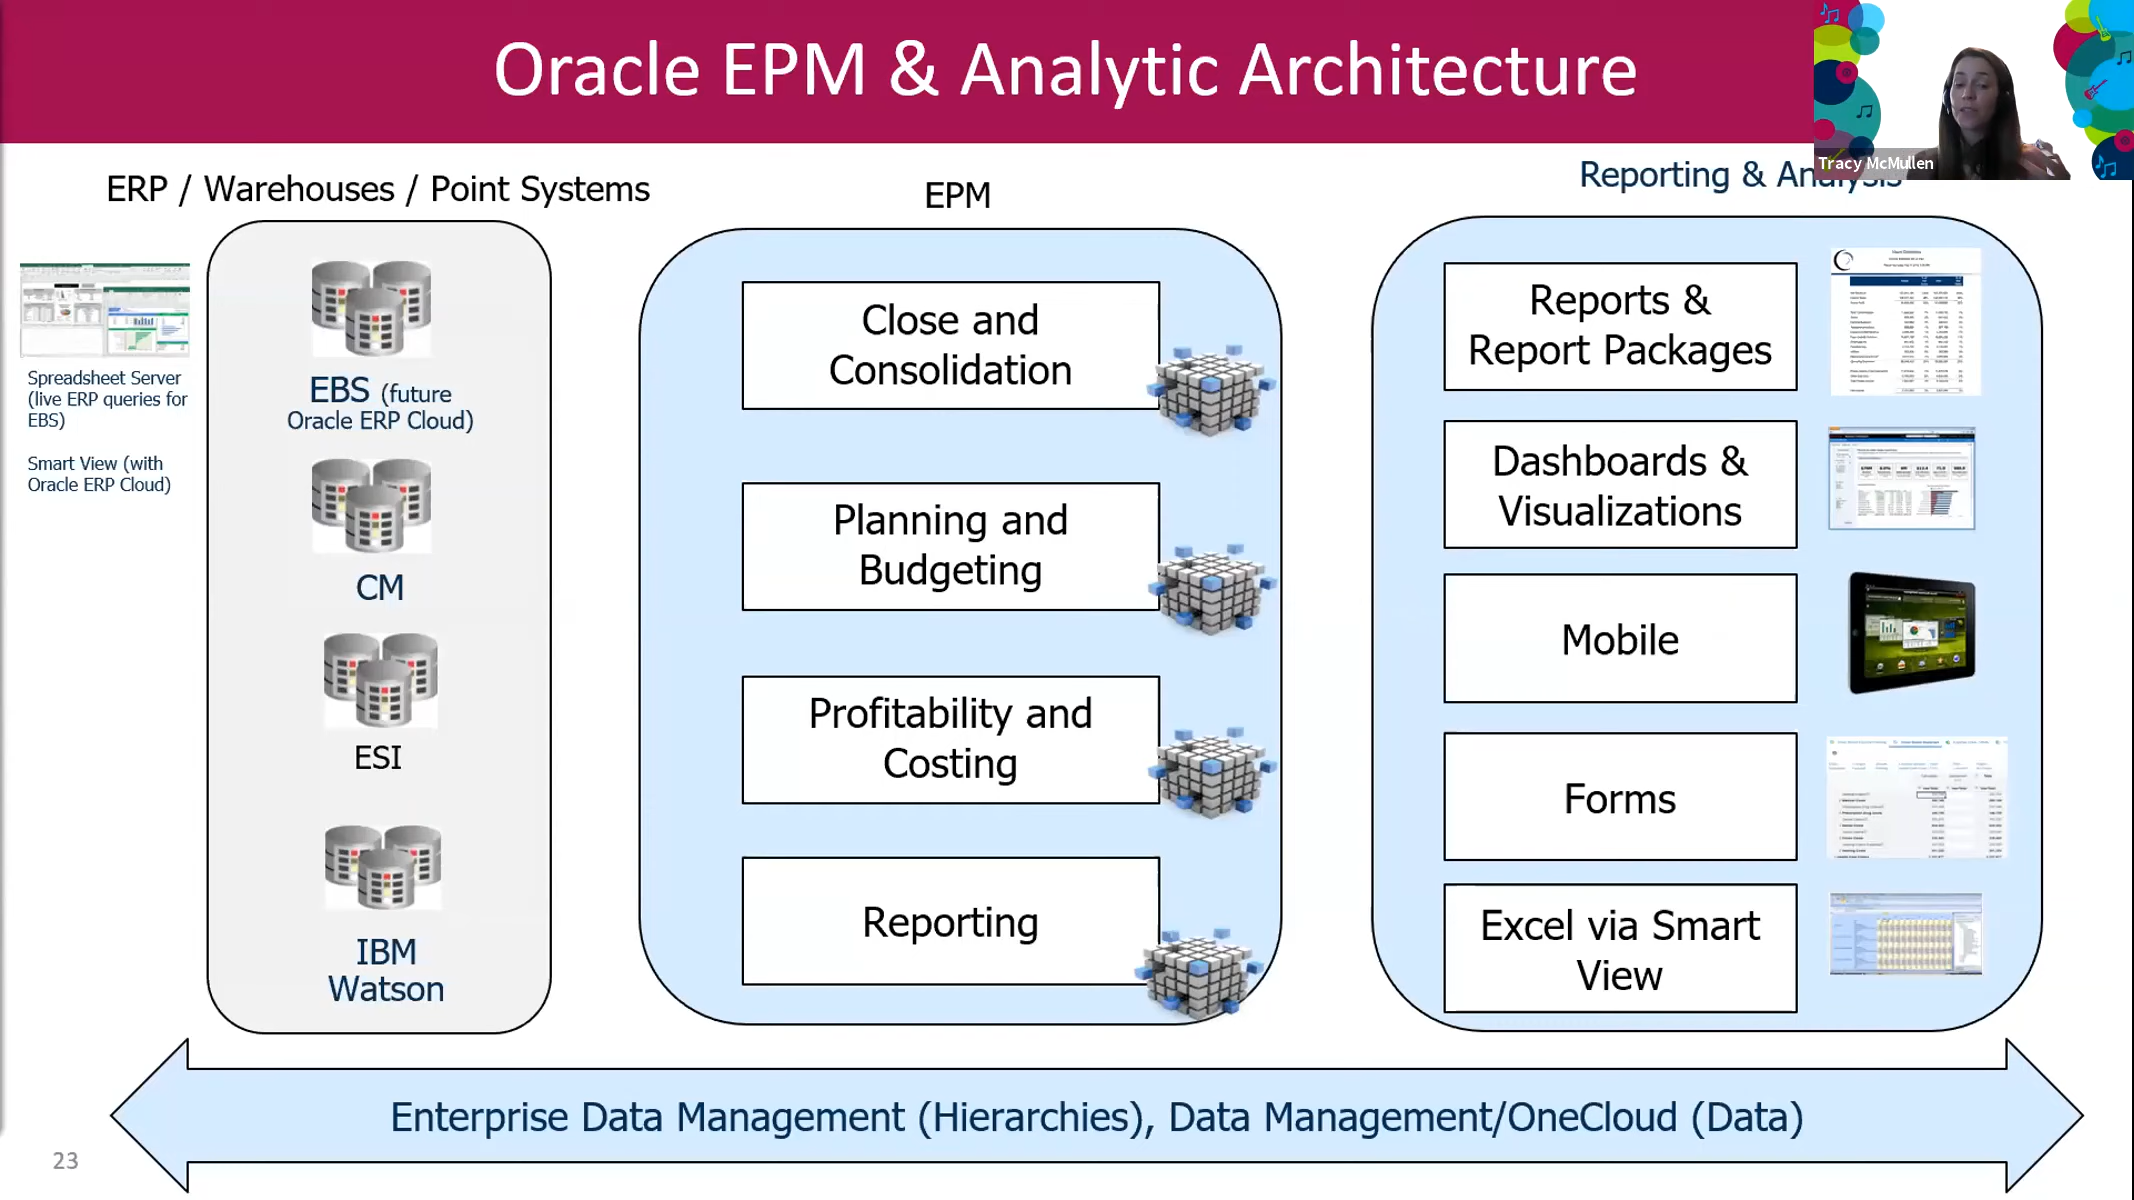 Oracle EPM & Analytic Architecture
Tracy McMullen
ERP / Warehouses / Point Systems
EPM
Reporting & Analysis
Spreadsheet Server
(live ERP queries for
EBS)
Smart View (with
Oracle ERP Cloud)
EBS (future
Oracle ERP Cloud)
CM
ESI
IBM
Watson
Close and
Consolidation
Planning and
Budgeting
Profitability and
Costing
Reporting
Reports &
Report Packages
Dashboards &
Visualizations
Mobile
Forms
Excel via Smart
View
Enterprise Data Management (Hierarchies), Data Management/OneCloud (Data)
23